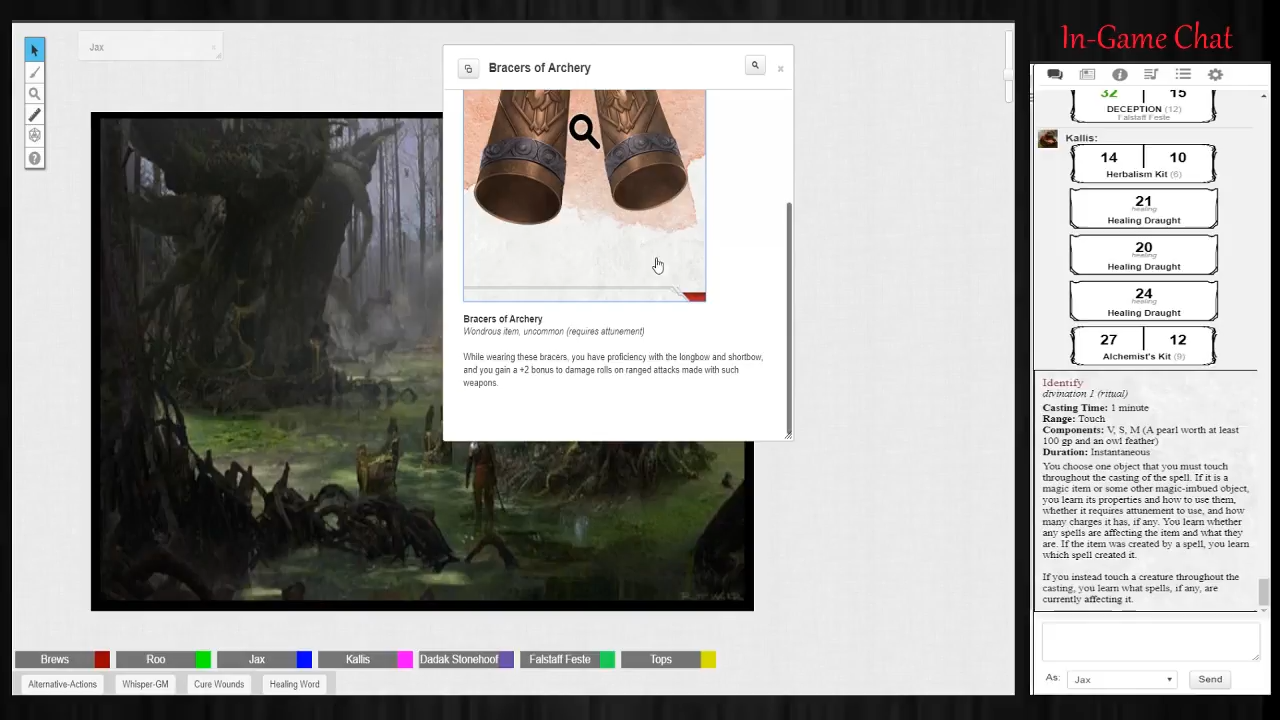 In-Game Chat
Jax
Bracers of Archery
32 15
DECEPTION (12)
Falstaff Feste
Kallis:
14 10
Herbalism Kit (6)
21
healing
Healing Draught
20
healing
Healing Draught
24
healing
Healing Draught
27 12
Alchemist's Kit (9)
Bracers of Archery
Wondrous item, uncommon (requires attunement)
While wearing these bracers, you have proficiency with the longbow and shortbow,
and you gain a +2 bonus to damage rolls on ranged attacks made with such
weapons.
Identify
divination 1 (ritual)
Casting Time: 1 minute
Range: Touch
Components: V, S, M (A pearl worth at least
100 gp and an owl feather)
Duration: Instantaneous
You choose one object that you must touch
throughout the casting of the spell. If it is a
magic item or some other magic-imbued object,
you learn its properties and how to use them,
whether it requires attunement to use, and how
many charges it has, if any. You learn whether
any spells are affecting the item and what they
are. If the item was created by a spell, you learn
which spell created it.
If you instead touch a creature throughout the
casting, you learn what spells, if any, are
currently affecting it.
As: Jax Send
Brews Roo Jax Kallis Dadak Stonehoof Falstaff Feste Tops
Alternative-Actions Whisper-GM Cure Wounds Healing Word